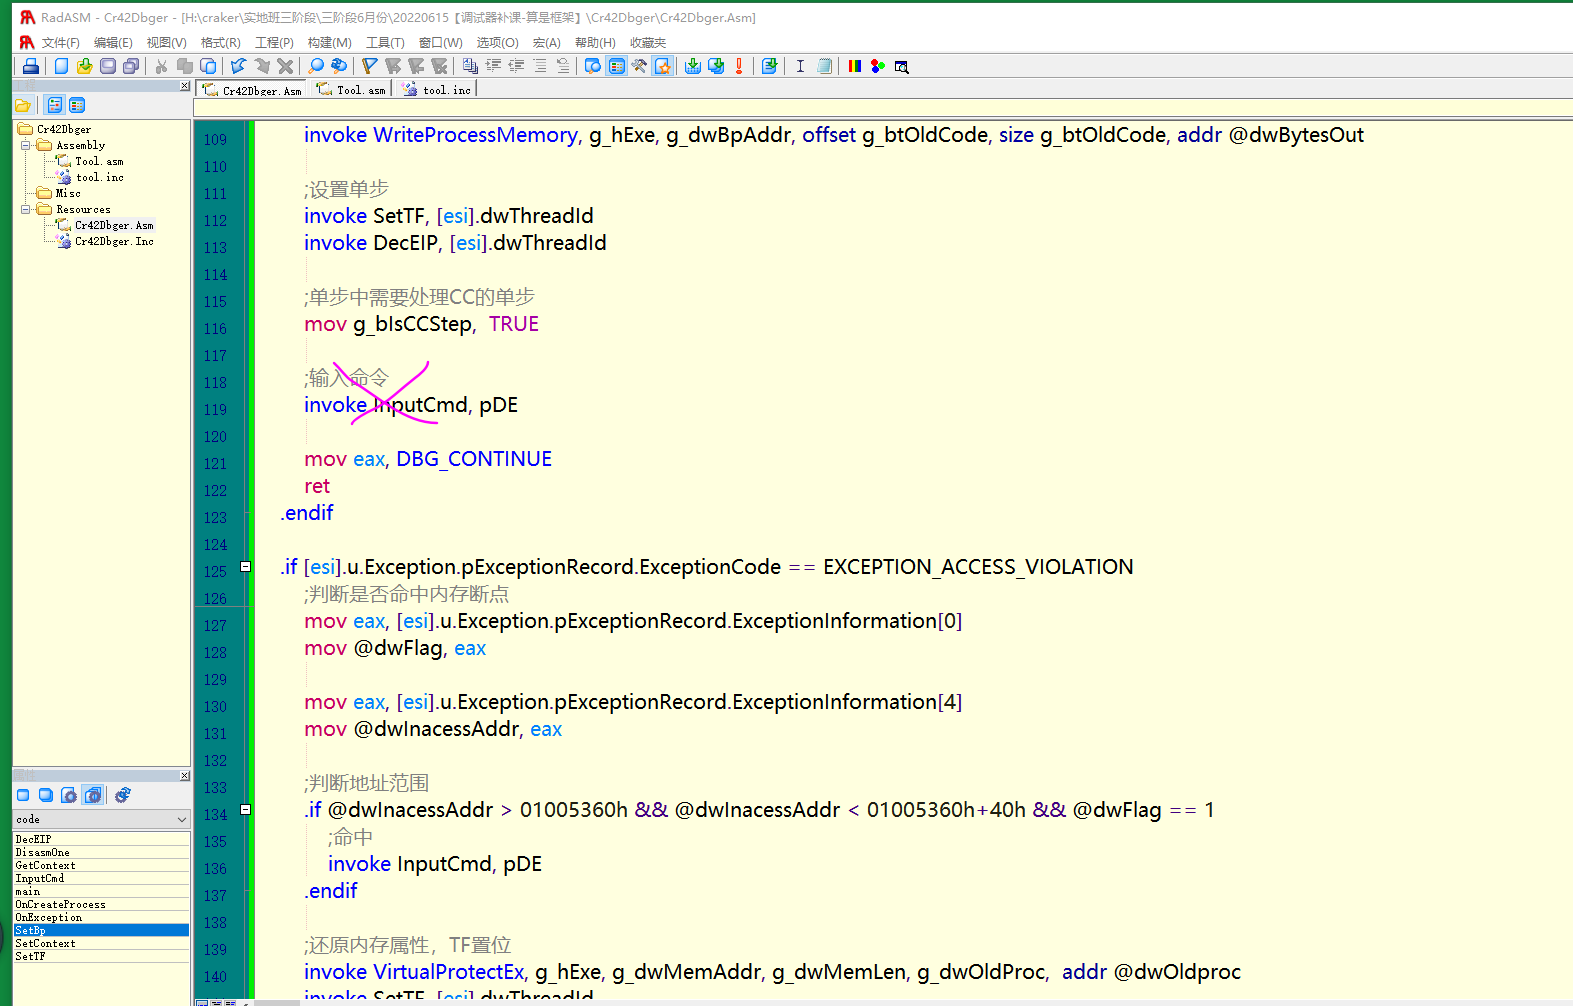 RadASM - Cr42Dbger - [H:\craker\实地班三阶段\三阶段6月份\20220615【调试器补课-算是框架】\Cr42Dbger\Cr42Dbger.Asm]
文件(F) 编辑(E) 视图(V) 格式(R) 工程(P) 构建(M) 工具(T) 窗口(W) 选项(O) 宏(A) 帮助(H) 收藏夹
Cr42Dbger.Asm Tool.asm tool.inc
Cr42Dbger
Assembly
Tool.asm
tool.inc
Misc
Resources
Cr42Dbger.Asm
Cr42Dbger.Inc
code
DecEIP
DisasmOne
GetContext
InputCmd
main
OnCreateProcess
OnException
SetBp
SetContext
SetTF
109 invoke WriteProcessMemory, g_hExe, g_dwBpAddr, offset g_btOldCode, size g_btOldCode, addr @dwBytesOut
110
111 ;设置单步
112 invoke SetTF, [esi].dwThreadId
113 invoke DecEIP, [esi].dwThreadId
114
115 ;单步中需要处理CC的单步
116 mov g_bIsCCStep, TRUE
117
118 ;输入命令
119 invoke InputCmd, pDE
120
121 mov eax, DBG_CONTINUE
122 ret
123 .endif
124
125 .if [esi].u.Exception.pExceptionRecord.ExceptionCode == EXCEPTION_ACCESS_VIOLATION
126 ;判断是否命中内存断点
127 mov eax, [esi].u.Exception.pExceptionRecord.ExceptionInformation[0]
128 mov @dwFlag, eax
129
130 mov eax, [esi].u.Exception.pExceptionRecord.ExceptionInformation[4]
131 mov @dwInacessAddr, eax
132
133 ;判断地址范围
134 .if @dwInacessAddr > 01005360h && @dwInacessAddr < 01005360h+40h && @dwFlag == 1
135 ;命中
136 invoke InputCmd, pDE
137 .endif
138
139 ;还原内存属性，TF置位
140 invoke VirtualProtectEx, g_hExe, g_dwMemAddr, g_dwMemLen, g_dwOldProc, addr @dwOldproc
invoke SetTF, [esi].dwThreadId